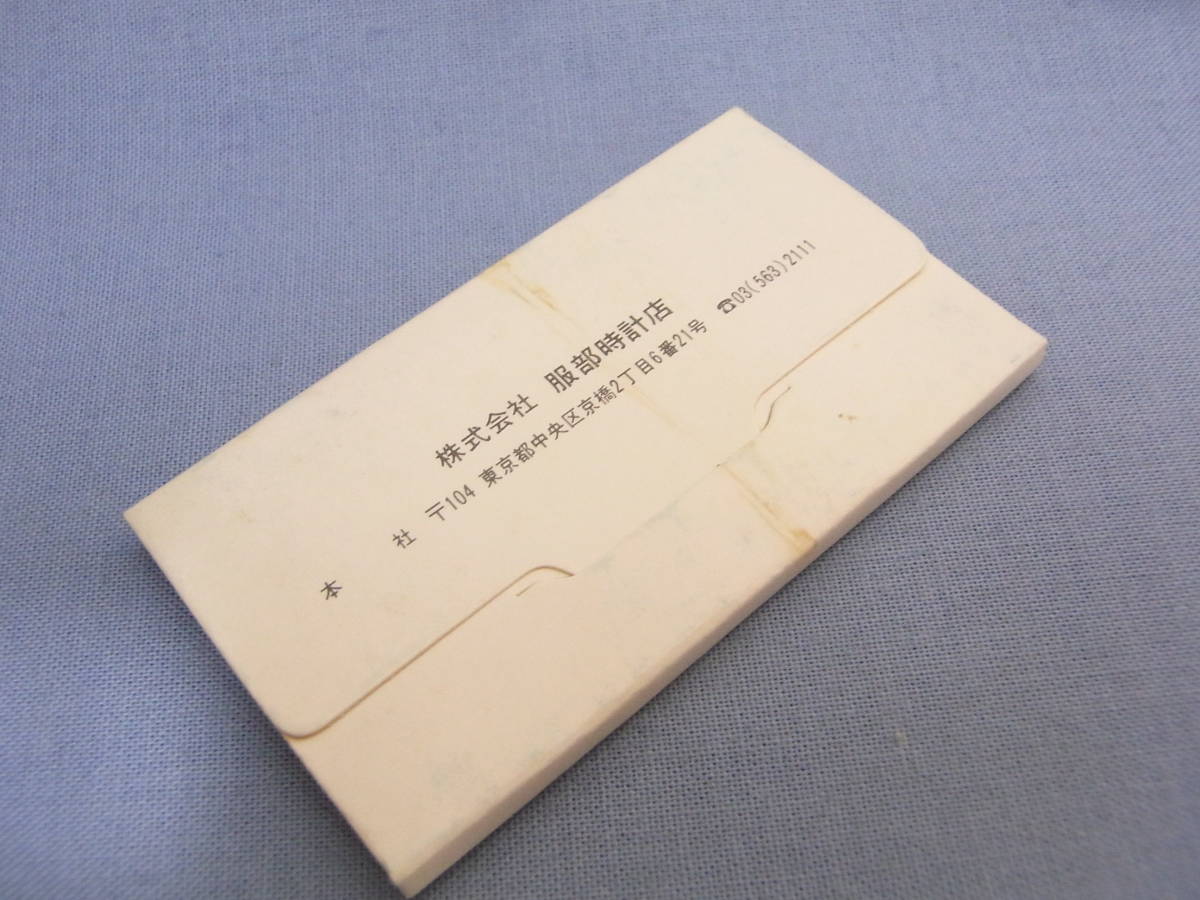 株式会社 服部時計店
本 社 〒104 東京都中央区京橋2丁目6番21号 ☎03(563)2111